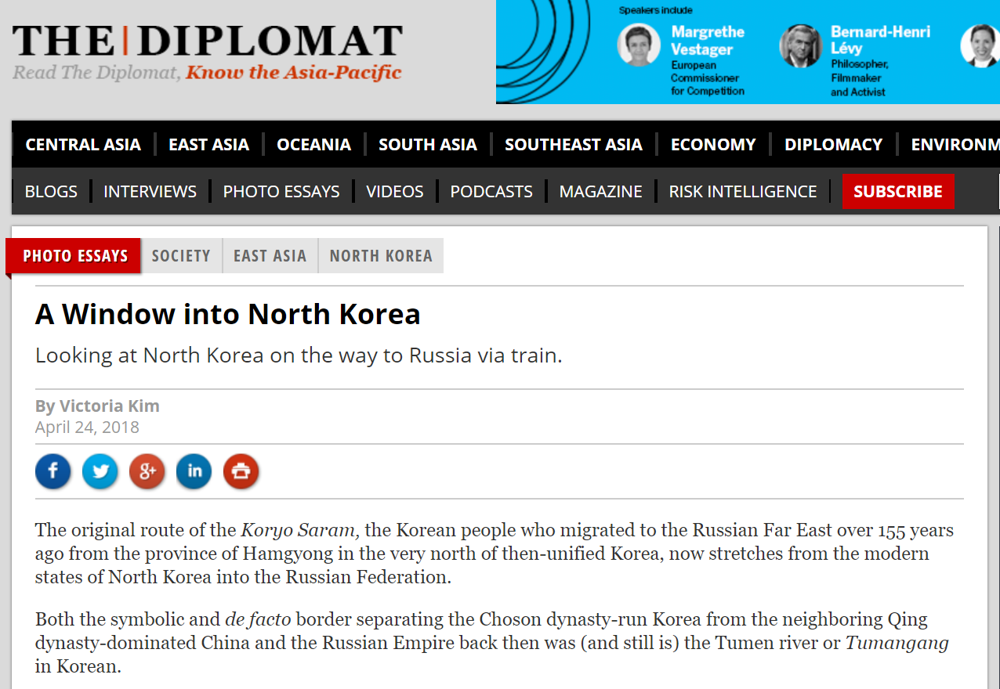 THE|DIPLOMAT
Read The Diplomat, Know the Asia-Pacific
Speakers include
Margrethe
Vestager
European
Commissioner
for Competition
Bernard-Henri
Lévy
Philosopher,
Filmmaker
and Activist
CENTRAL ASIA EAST ASIA OCEANIA SOUTH ASIA SOUTHEAST ASIA ECONOMY DIPLOMACY ENVIRONM
BLOGS INTERVIEWS PHOTO ESSAYS VIDEOS PODCASTS MAGAZINE RISK INTELLIGENCE SUBSCRIBE
PHOTO ESSAYS SOCIETY EAST ASIA NORTH KOREA
A Window into North Korea
Looking at North Korea on the way to Russia via train.
By Victoria Kim
April 24, 2018
f g+ in
The original route of the Koryo Saram, the Korean people who migrated to the Russian Far East over 155 years
ago from the province of Hamgyong in the very north of then-unified Korea, now stretches from the modern
states of North Korea into the Russian Federation.
Both the symbolic and de facto border separating the Choson dynasty-run Korea from the neighboring Qing
dynasty-dominated China and the Russian Empire back then was (and still is) the Tumen river or Tumangang
in Korean.